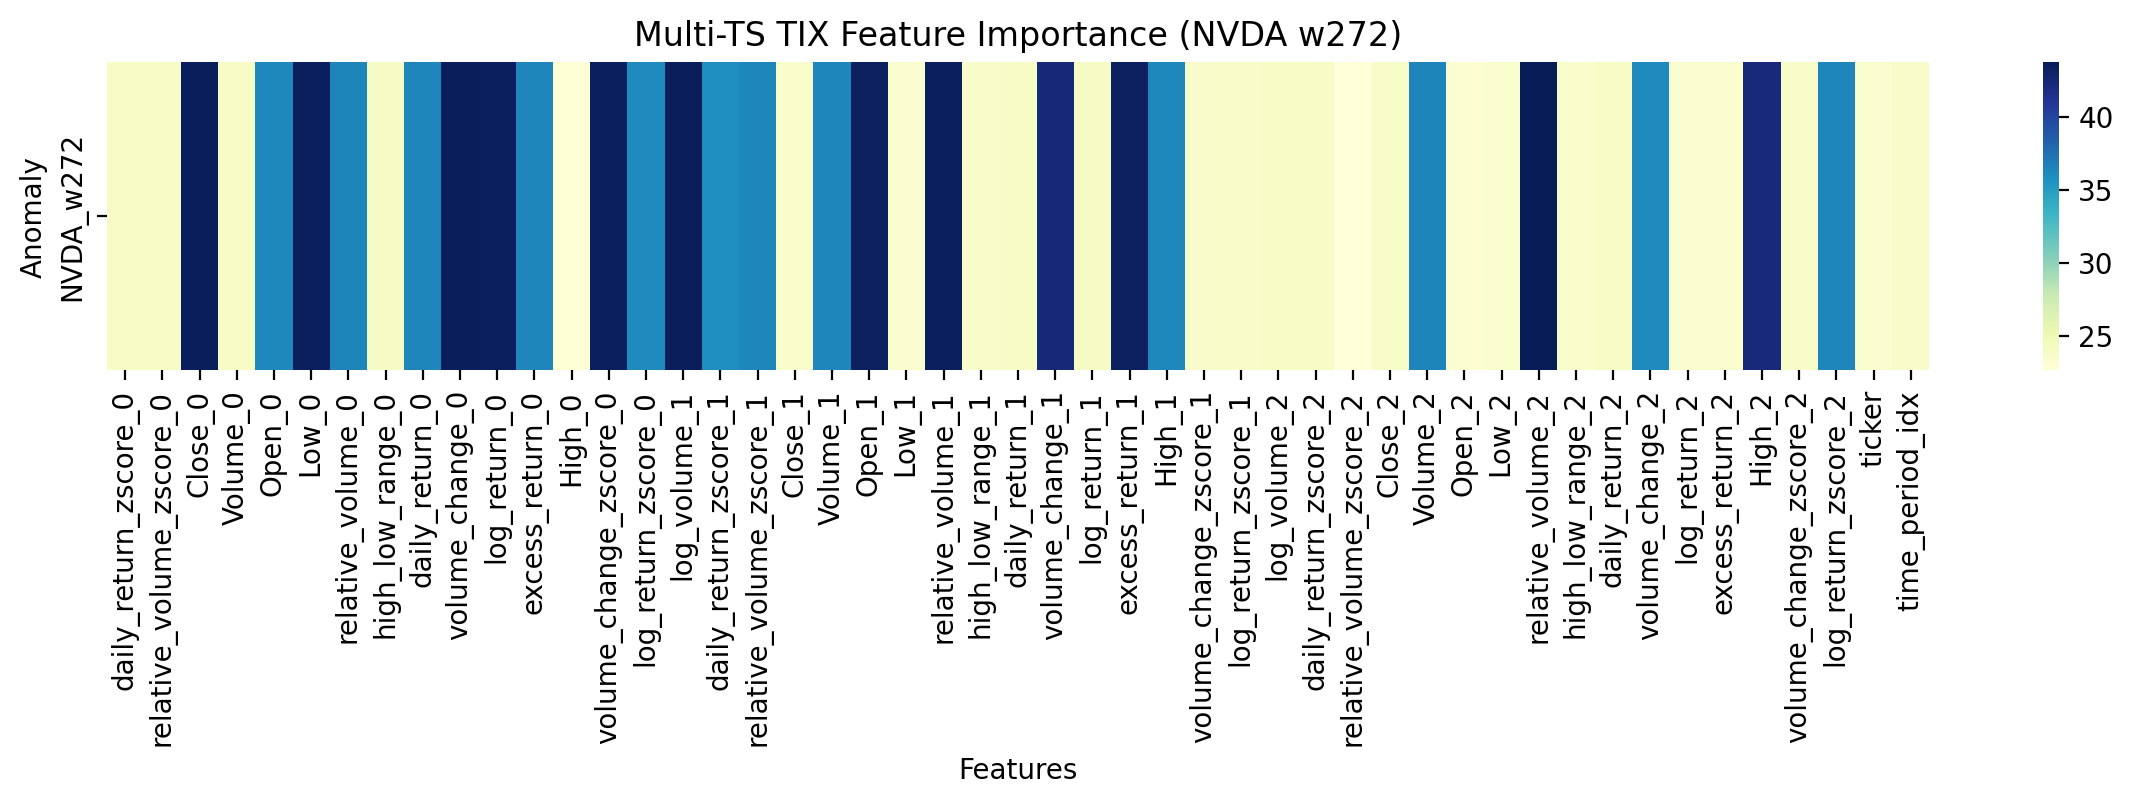 Multi-TS TIX Feature Importance (NVDA w272)
Anomaly
NVDA_w272
40
35
30
25
daily_return_zscore_0
relative_volume_zscore_0
Close_0
Volume_0
Open_0
Low_0
relative_volume_0
high_low_range_0
daily_return_0
volume_change_0
log_return_0
excess_return_0
High_0
volume_change_zscore_0
log_return_zscore_0
log_volume_1
daily_return_zscore_1
relative_volume_zscore_1
Close_1
Volume_1
Open_1
Low_1
relative_volume_1
high_low_range_1
daily_return_1
volume_change_1
log_return_1
excess_return_1
High_1
volume_change_zscore_1
log_return_zscore_1
log_volume_2
daily_return_zscore_2
relative_volume_zscore_2
Close_2
Volume_2
Open_2
Low_2
relative_volume_2
high_low_range_2
daily_return_2
volume_change_2
log_return_2
excess_return_2
High_2
volume_change_zscore_2
log_return_zscore_2
ticker
time_period_idx
Features